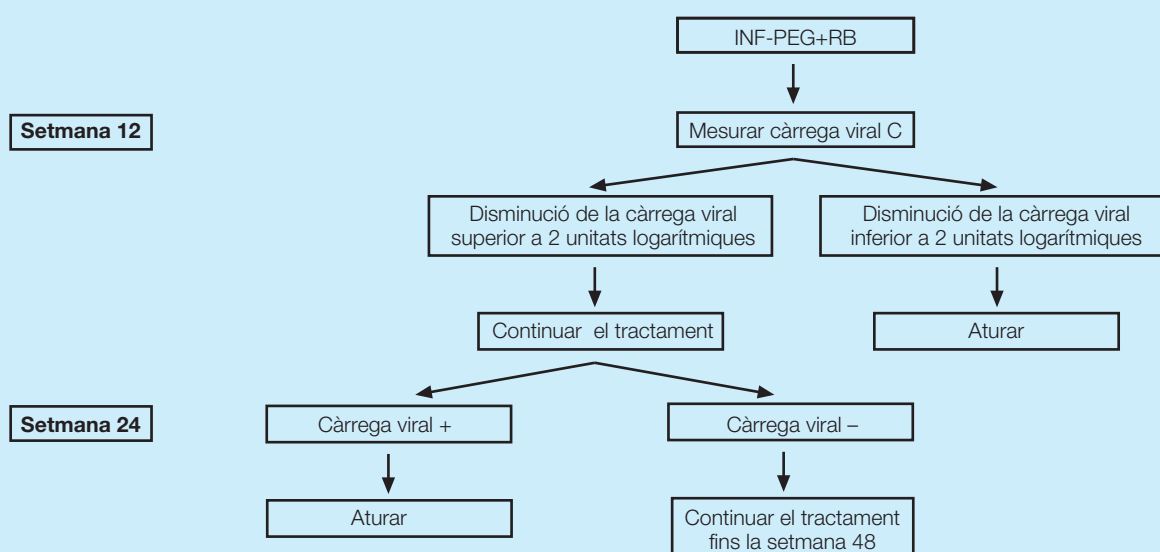 INF-PEG+RB
Setmana 12
Mesurar càrrega viral C
Disminució de la càrrega viral
superior a 2 unitats logarítmiques
Disminució de la càrrega viral
inferior a 2 unitats logarítmiques
Continuar el tractament
Aturar
Setmana 24
Càrrega viral +
Càrrega viral –
Aturar
Continuar el tractament
fins la setmana 48